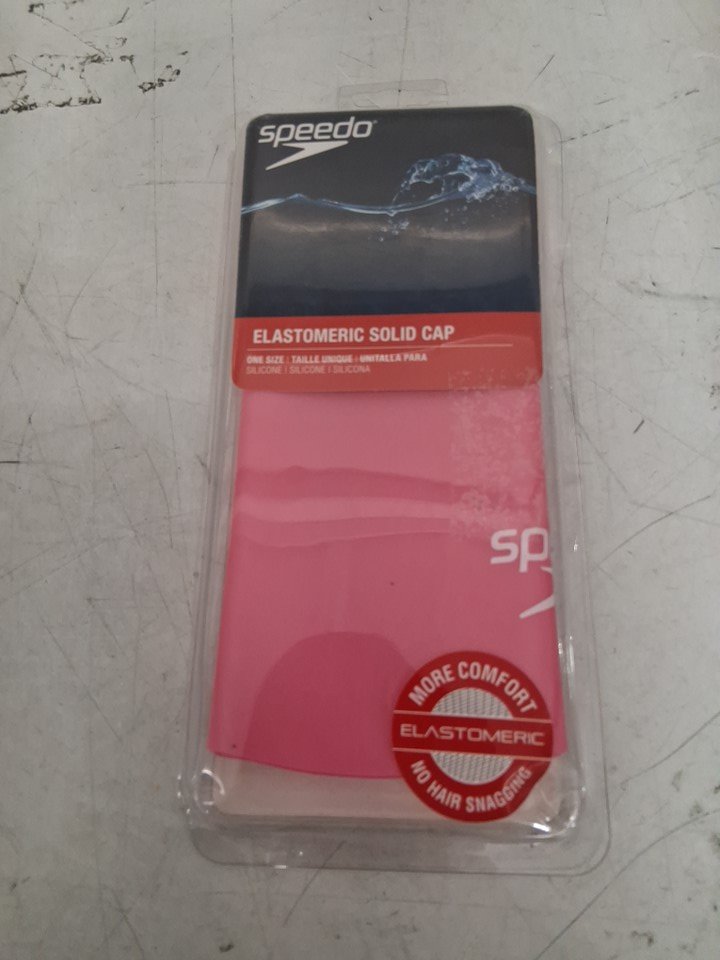 speedo
ELASTOMERIC SOLID CAP
ONE SIZE | TAILLE UNIQUE | UNITALLA PARA
SILICONE | SILICONE | SILICONA
sp
MORE COMFORT
ELASTOMERIC
NO HAIR SNAGGING